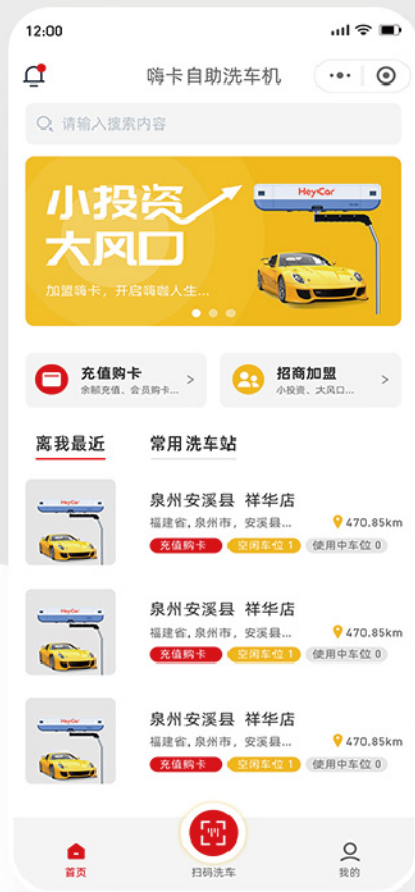 12:00
嗨卡自助洗车机
请输入搜索内容
小投资
大风口
HeyCar
加盟嗨卡，开启嗨咖人生...
充值购卡
余额充值、会员购卡...
招商加盟
小投资、大风口...
离我最近
常用洗车站
HeyCar
泉州安溪县 祥华店
福建省，泉州市，安溪县...
470.85km
充值购卡
空闲车位 1
使用中车位 0
HeyCar
泉州安溪县 祥华店
福建省，泉州市，安溪县...
470.85km
充值购卡
空闲车位 1
使用中车位 0
HeyCar
泉州安溪县 祥华店
福建省，泉州市，安溪县...
470.85km
充值购卡
空闲车位 1
使用中车位 0
首页
扫码洗车
我的